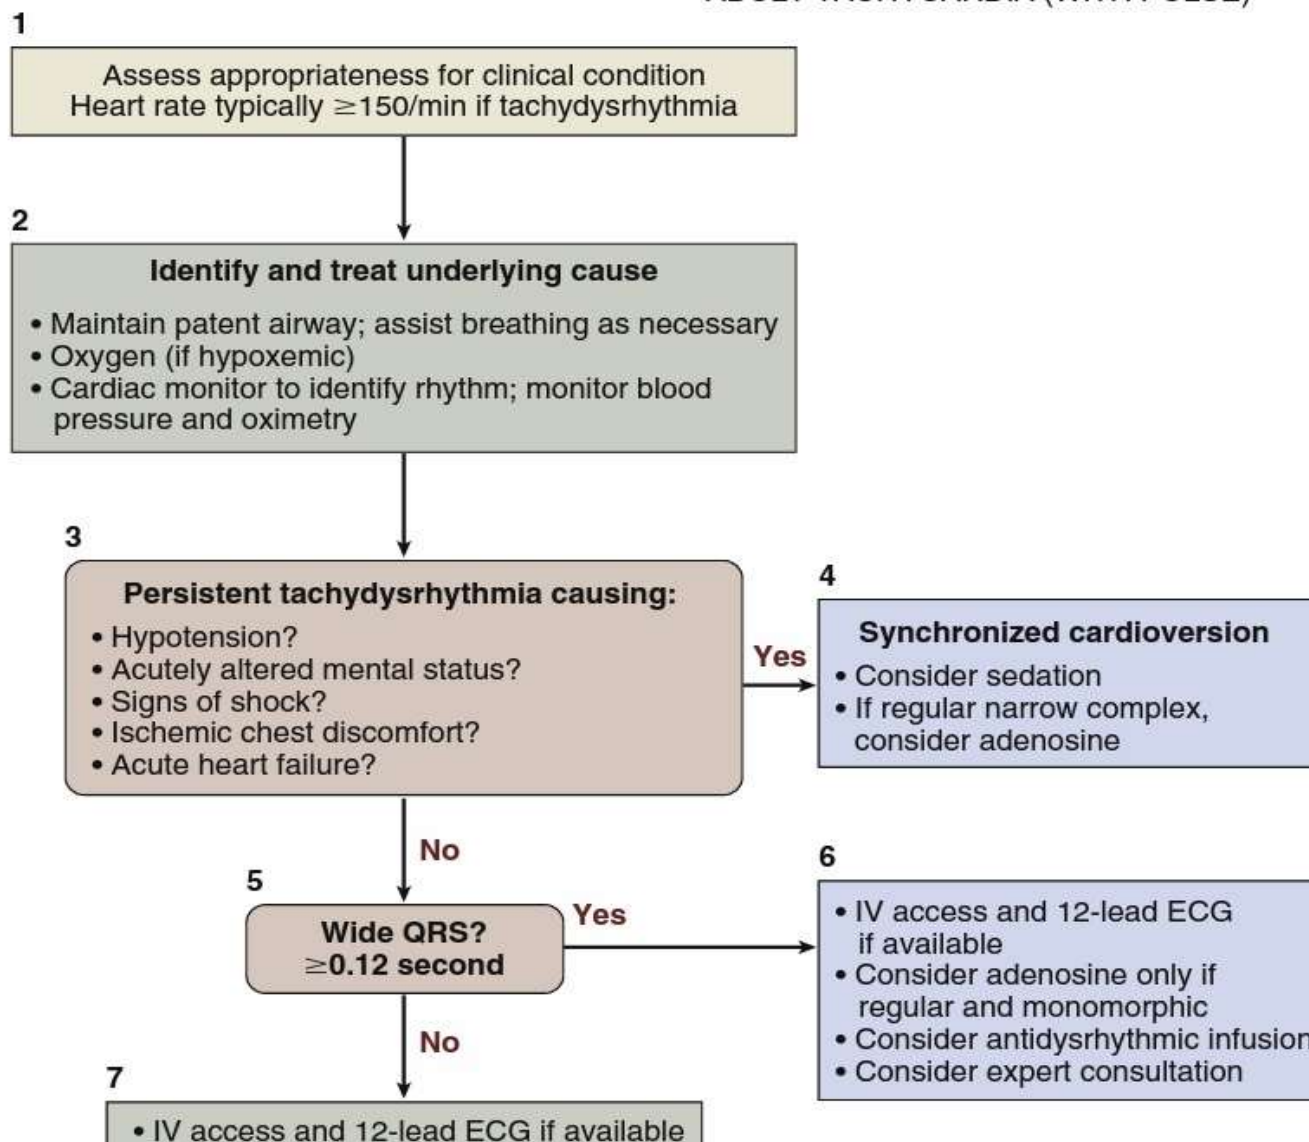 ADULT TACHYCARDIA (WITH PULSE)
1
Assess appropriateness for clinical condition
Heart rate typically ≥150/min if tachydysrhythmia
2
Identify and treat underlying cause
• Maintain patent airway; assist breathing as necessary
• Oxygen (if hypoxemic)
• Cardiac monitor to identify rhythm; monitor blood
pressure and oximetry
3
Persistent tachydysrhythmia causing:
• Hypotension?
• Acutely altered mental status?
• Signs of shock?
• Ischemic chest discomfort?
• Acute heart failure?
Yes
4
Synchronized cardioversion
• Consider sedation
• If regular narrow complex,
consider adenosine
No
5
Wide QRS?
≥0.12 second
Yes
6
• IV access and 12-lead ECG
if available
• Consider adenosine only if
regular and monomorphic
• Consider antidysrhythmic infusion
• Consider expert consultation
No
7
• IV access and 12-lead ECG if available